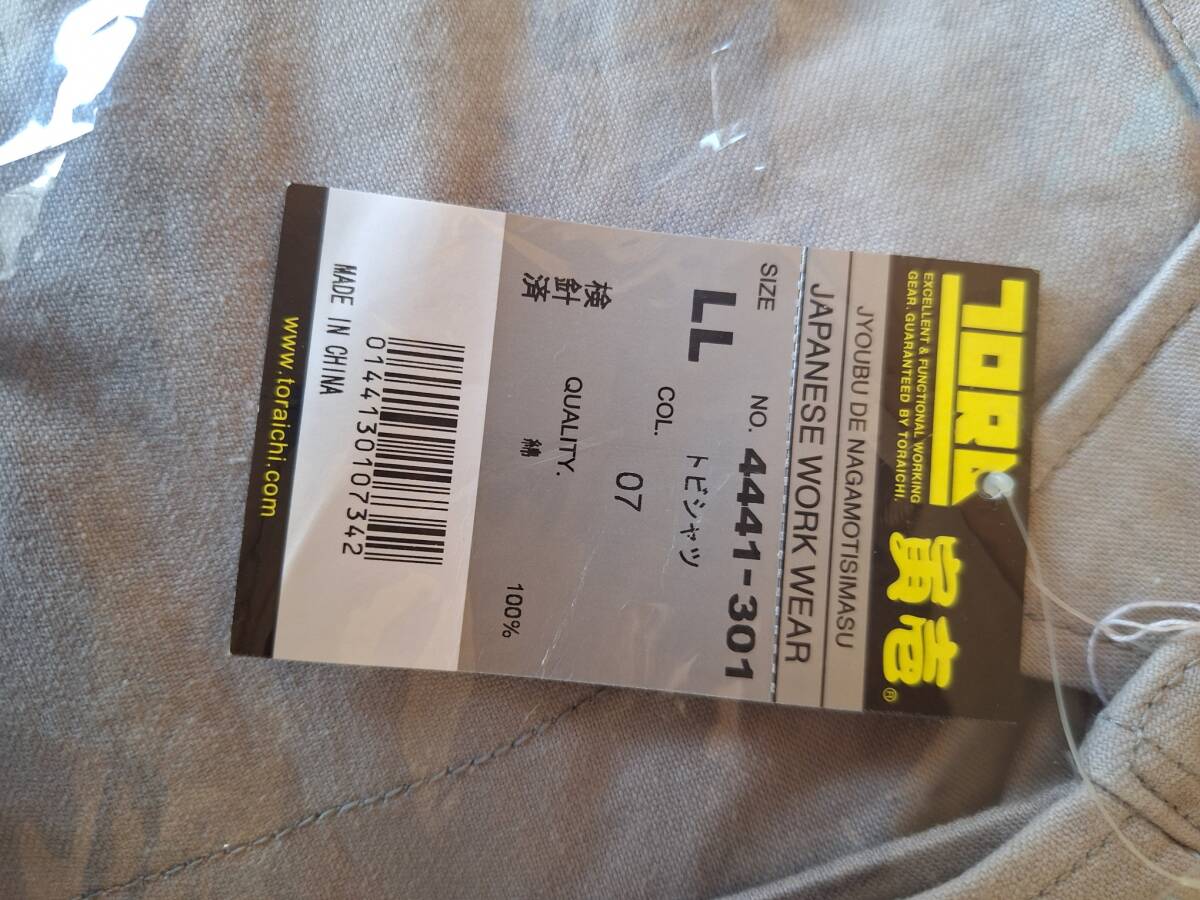 TORA
EXCELLENT & FUNCTIONAL WORKING
GEAR. GUARANTEED BY TORAICHI.
寅壱®
JYOUBU DE NAGAMOTISIMASU
JAPANESE WORK WEAR
SIZE NO. 4441-301
LL トビシャツ
COL. 07
検針済
QUALITY.
綿 100%
0144130107342
MADE IN CHINA
www.toraichi.com